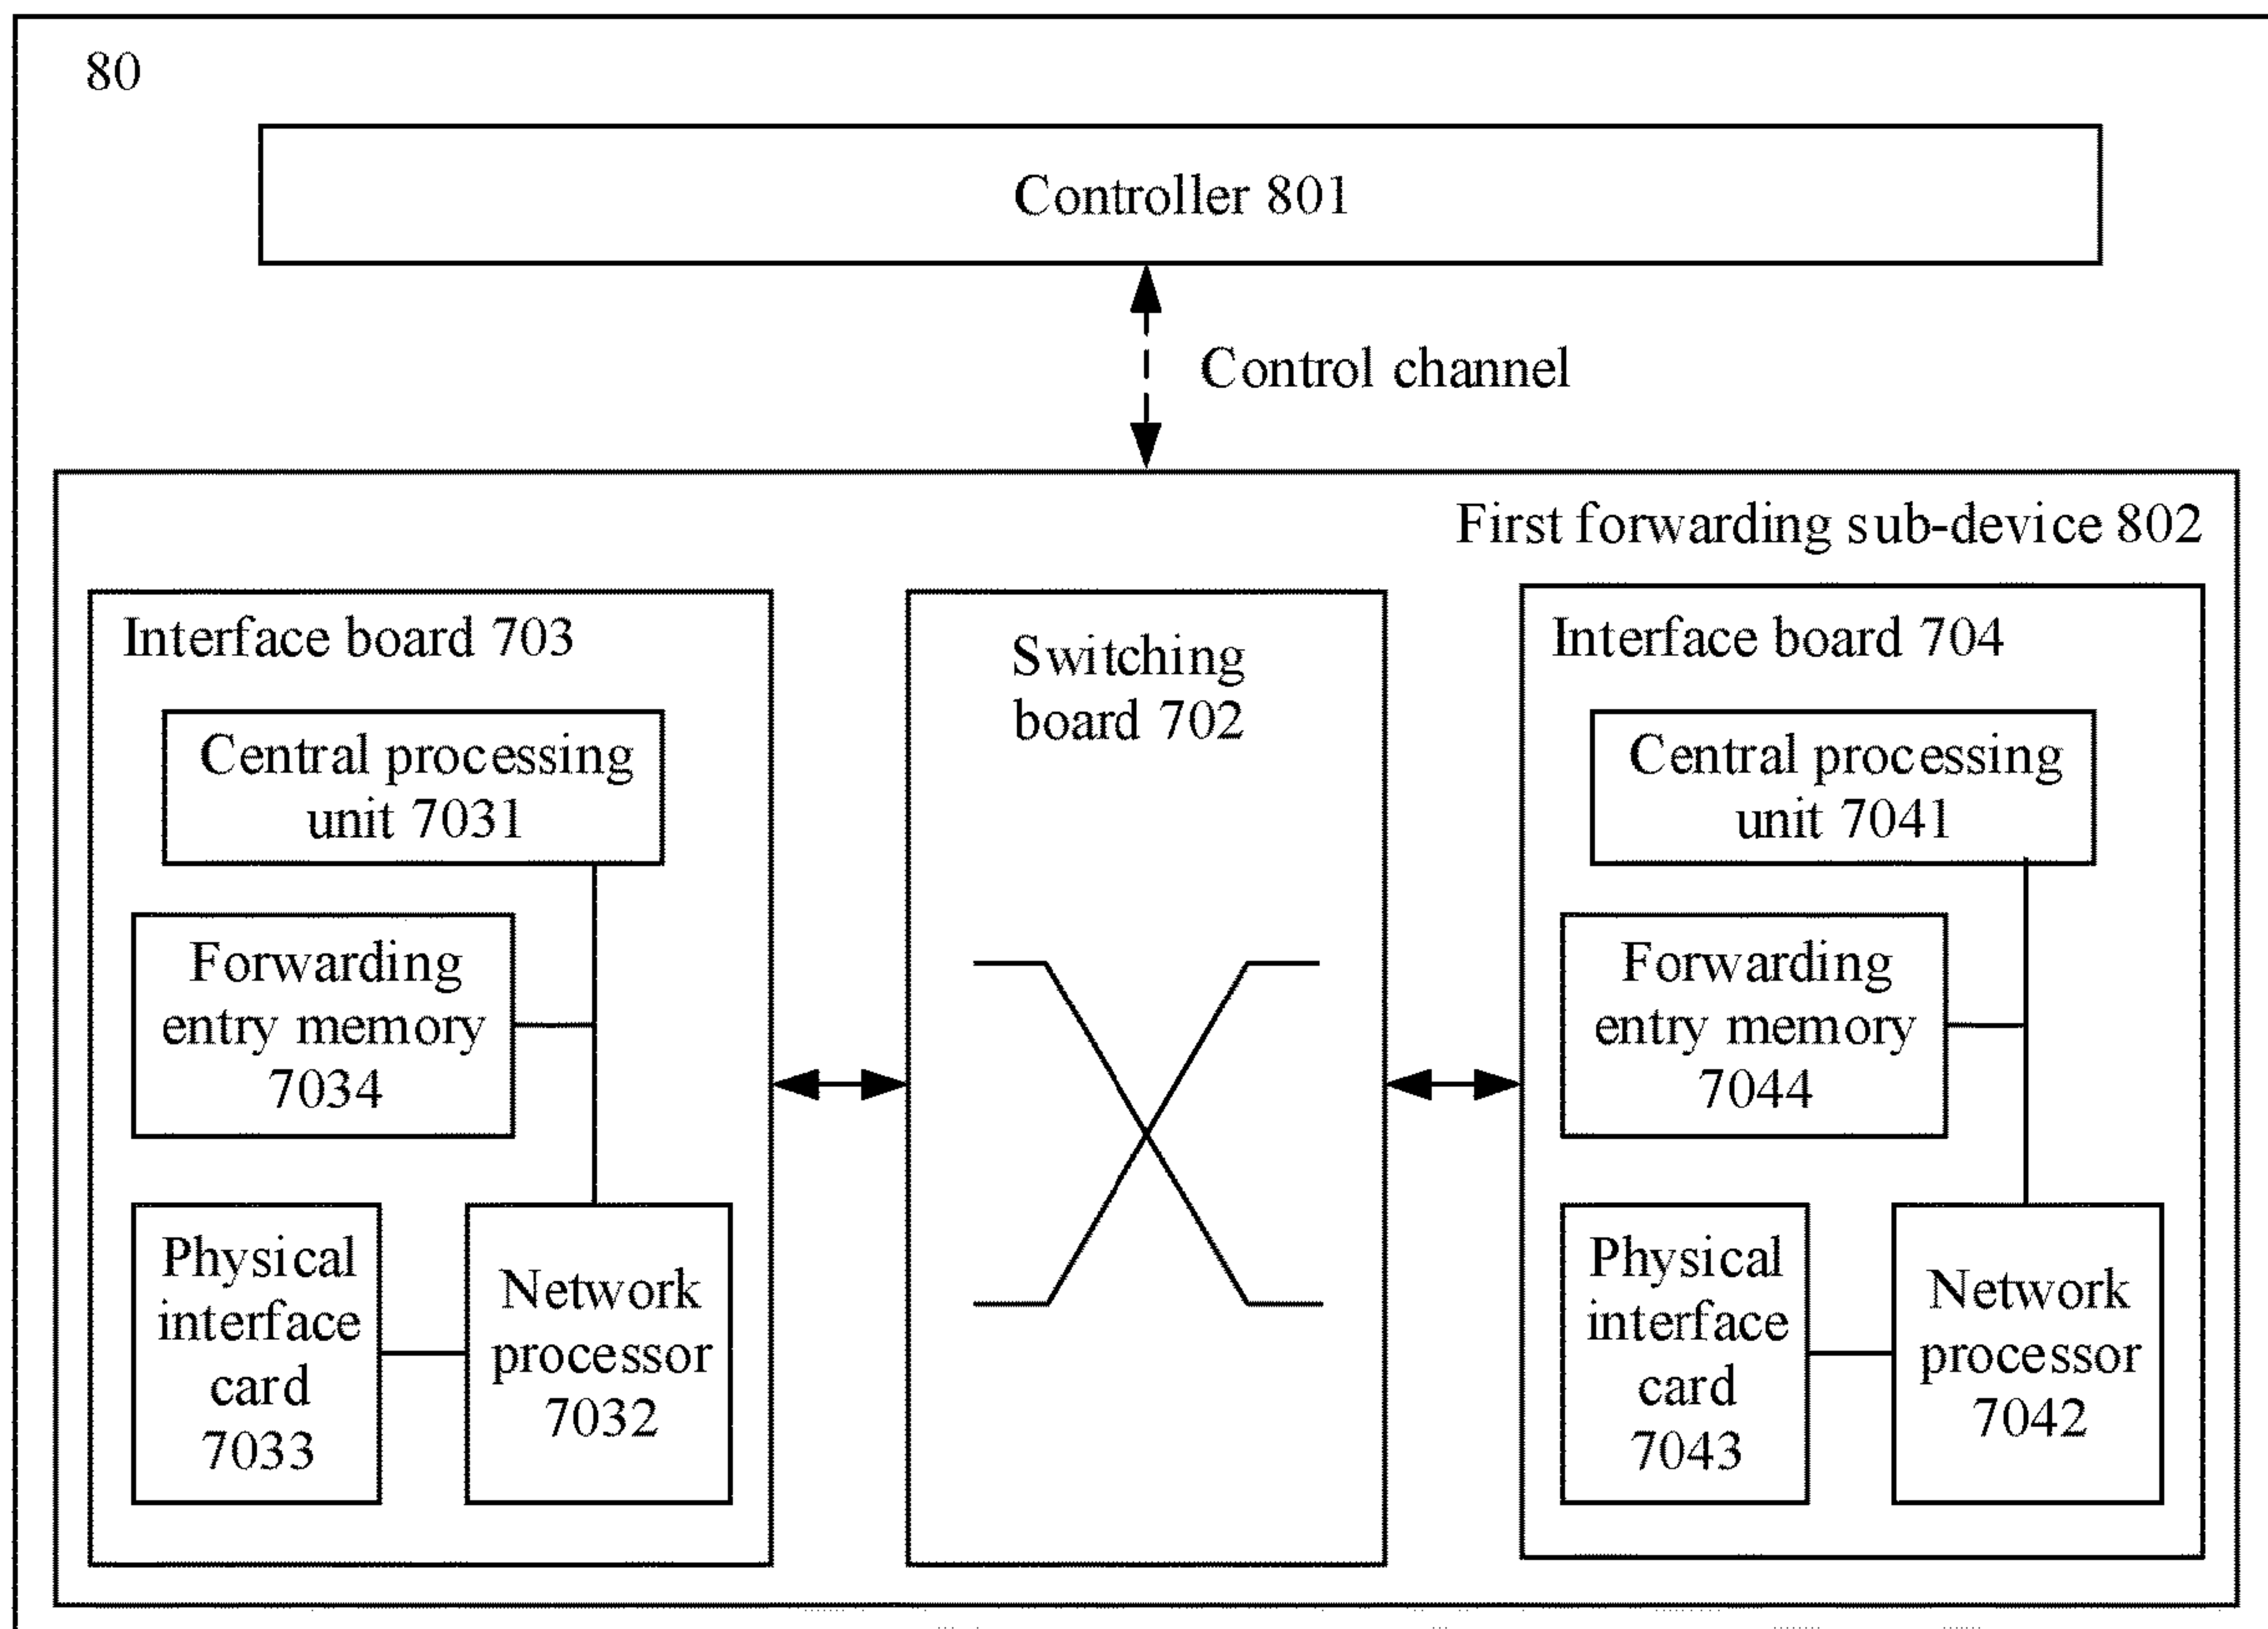 80
Controller 801
Control channel
First forwarding sub-device 802
Interface board 703
Central processing
unit 7031
Forwarding
entry memory
7034
Physical
interface
card
7033
Network
processor
7032
Switching
board 702
Interface board 704
Central processing
unit 7041
Forwarding
entry memory
7044
Physical
interface
card
7043
Network
processor
7042